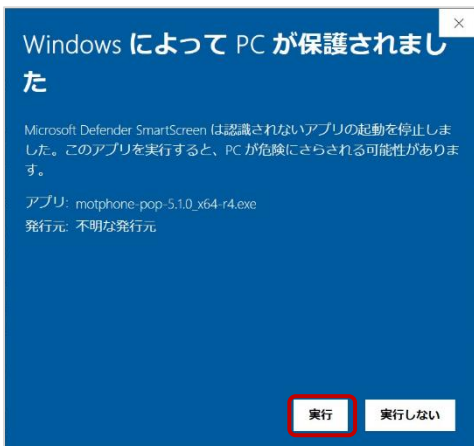 Windows によって PC が保護されまし
た
Microsoft Defender SmartScreen は認識されないアプリの起動を停止しま
した。このアプリを実行すると、PC が危険にさらされる可能性がありま
す。
アプリ: motphone-pop-5.1.0_x64-r4.exe
発行元: 不明な発行元
実行
実行しない